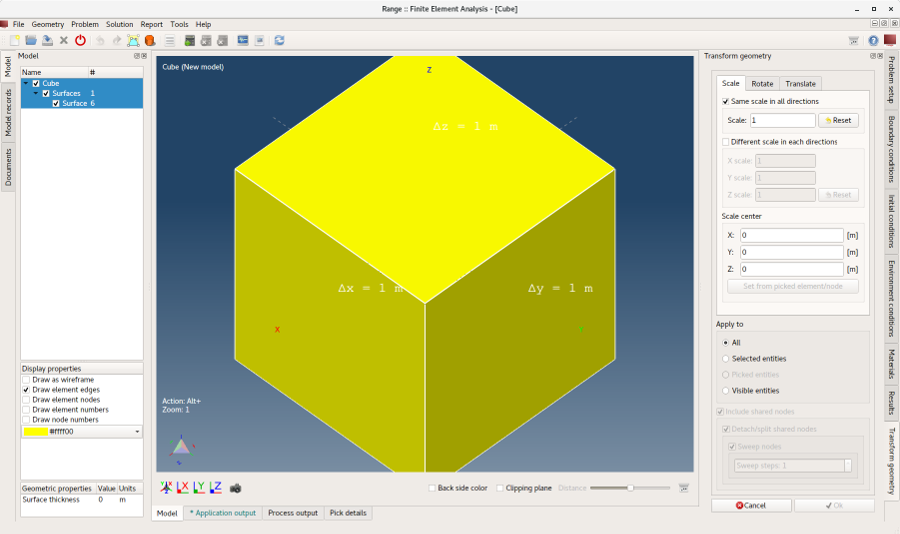 Range :: Finite Element Analysis - [Cube]
File Geometry Problem Solution Report Tools Help
Model
Model records
Documents
Model
Name #
Cube
Surfaces 1
Surface 6
Display properties
Draw as wireframe
Draw element edges
Draw element nodes
Draw element numbers
Draw node numbers
#ffff00
Geometric properties Value Units
Surface thickness 0 m
Cube (New model)
Z
Δx = 1 m
Δx = 1 m
Δy = 1 m
X
Action: Alt+
Zoom: 1
Back side color Clipping plane Distance
Model * Application output Process output Pick details
Transform geometry
Scale Rotate Translate
Same scale in all directions
Scale: 1 Reset
Different scale in each directions
X scale: 1
Y scale: 1
Z scale: 1 Reset
Scale center
X: 0 [m]
Y: 0 [m]
Z: 0 [m]
Set from picked element/node
Apply to
All
Selected entities
Picked entities
Visible entities
Include shared nodes
Detach/split shared nodes
Sweep nodes
Sweep steps: 1
Cancel Ok
Problem setup
Boundary conditions
Initial conditions
Environment conditions
Materials
Results
Transform geometry